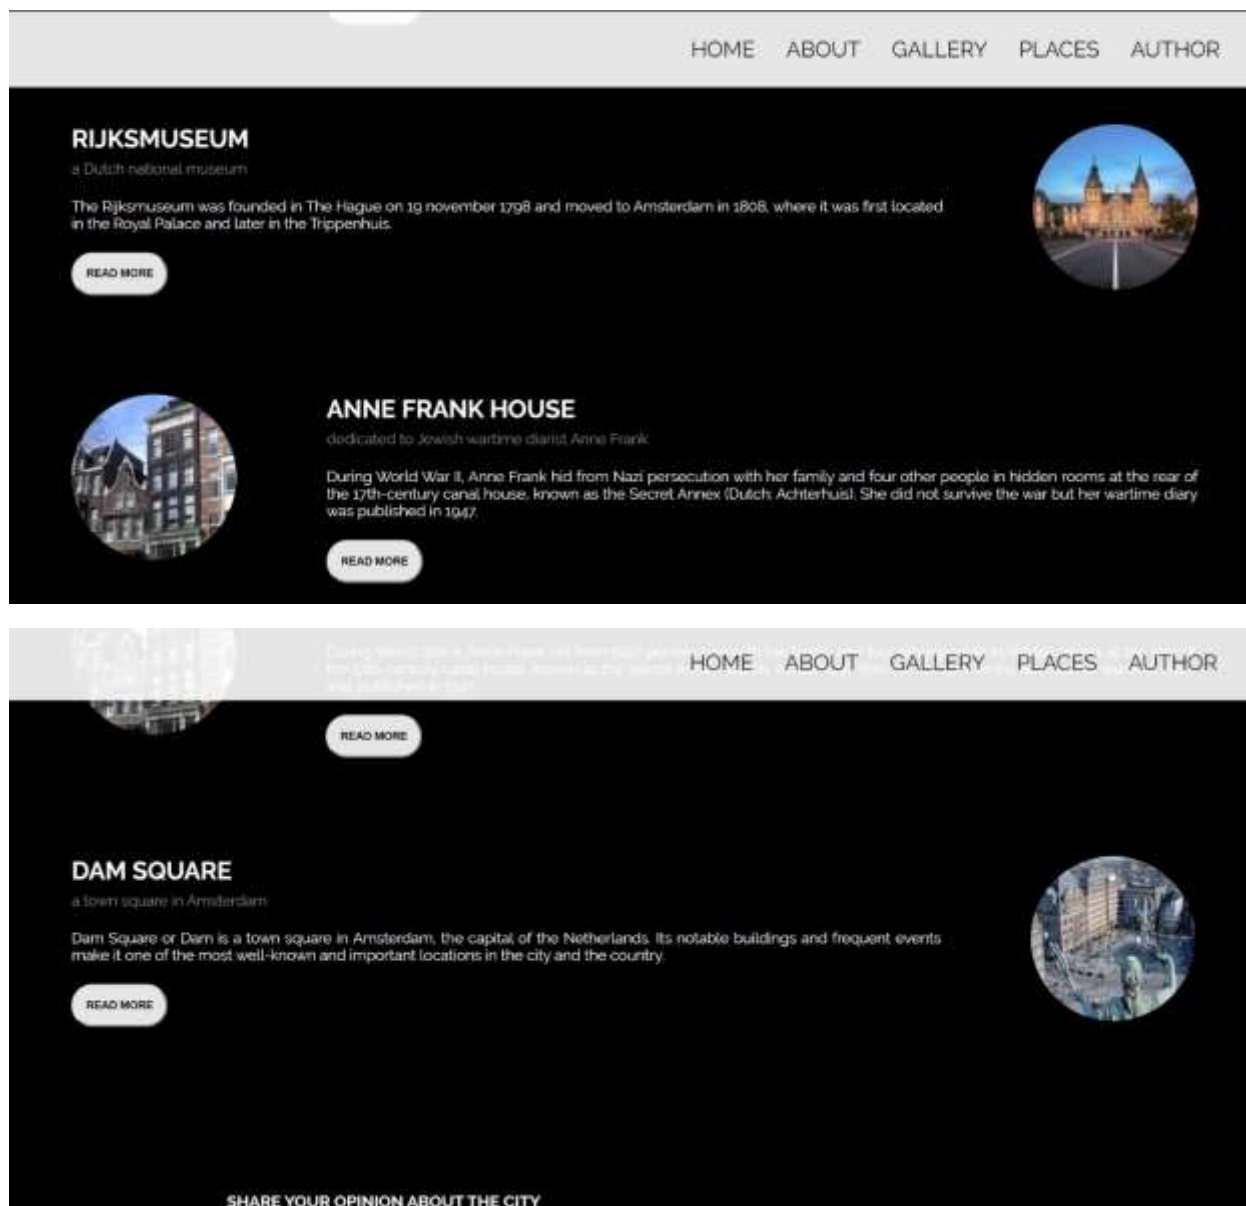 HOME ABOUT GALLERY PLACES AUTHOR
RIJKSMUSEUM
a Dutch national museum
The Rijksmuseum was founded in The Hague on 19 november 1798 and moved to Amsterdam in 1808, where it was first located
in the Royal Palace and later in the Trippenhuis.
READ MORE
ANNE FRANK HOUSE
dedicated to Jewish wartime diarist Anne Frank
During World War II, Anne Frank hid from Nazi persecution with her family and four other people in hidden rooms at the rear of
the 17th-century canal house, known as the Secret Annex (Dutch: Achterhuis). She did not survive the war but her wartime diary
was published in 1947.
READ MORE
HOME ABOUT GALLERY PLACES AUTHOR
READ MORE
DAM SQUARE
a town square in Amsterdam
Dam Square or Dam is a town square in Amsterdam, the capital of the Netherlands. Its notable buildings and frequent events
make it one of the most well-known and important locations in the city and the country.
READ MORE
SHARE YOUR OPINION ABOUT THE CITY